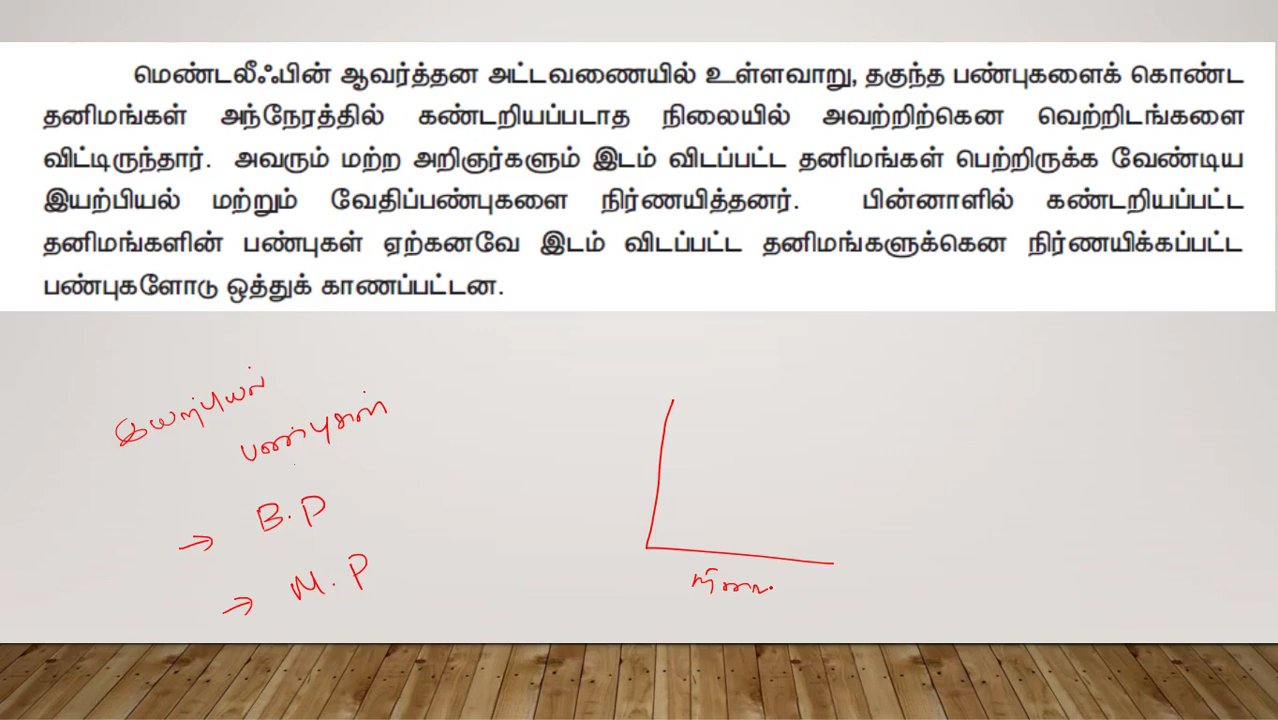 மெண்டலீஃபின் ஆவர்த்தன அட்டவணையில் உள்ளவாறு, தகுந்த பண்புகளைக் கொண்ட
தனிமங்கள் அந்நேரத்தில் கண்டறியப்படாத நிலையில் அவற்றிற்கென வெற்றிடங்களை
விட்டிருந்தார். அவரும் மற்ற அறிஞர்களும் இடம் விடப்பட்ட தனிமங்கள் பெற்றிருக்க வேண்டிய
இயற்பியல் மற்றும் வேதிப்பண்புகளை நிர்ணயித்தனர். பின்னாளில் கண்டறியப்பட்ட
தனிமங்களின் பண்புகள் ஏற்கனவே இடம் விடப்பட்ட தனிமங்களுக்கென நிர்ணயிக்கப்பட்ட
பண்புகளோடு ஒத்துக் காணப்பட்டன.
இயற்பியல்
பண்புகள்
→ B.P
→ M.P